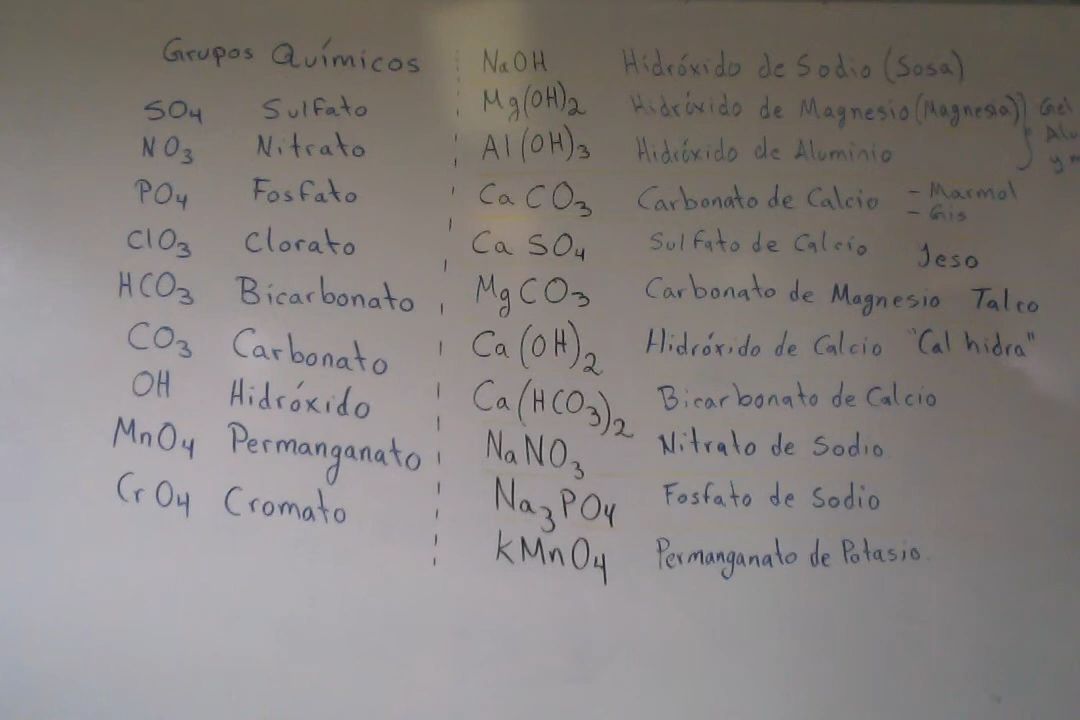 Grupos Químicos
SO4 Sulfato
NO3 Nitrato
PO4 Fosfato
ClO3 Clorato
HCO3 Bicarbonato
CO3 Carbonato
OH Hidróxido
MnO4 Permanganato
CrO4 Cromato
NaOH Hidróxido de Sodio (Sosa)
Mg(OH)2 Hidróxido de Magnesio (Magnesia)
Al(OH)3 Hidróxido de Aluminio
Gel
Alu
y m
CaCO3 Carbonato de Calcio - Marmol
- Gis
CaSO4 Sulfato de Calcio Jeso
MgCO3 Carbonato de Magnesio Talco
Ca(OH)2 Hidróxido de Calcio "Cal hidra"
Ca(HCO3)2 Bicarbonato de Calcio
NaNO3 Nitrato de Sodio
Na3PO4 Fosfato de Sodio
KMnO4 Permanganato de Potasio.